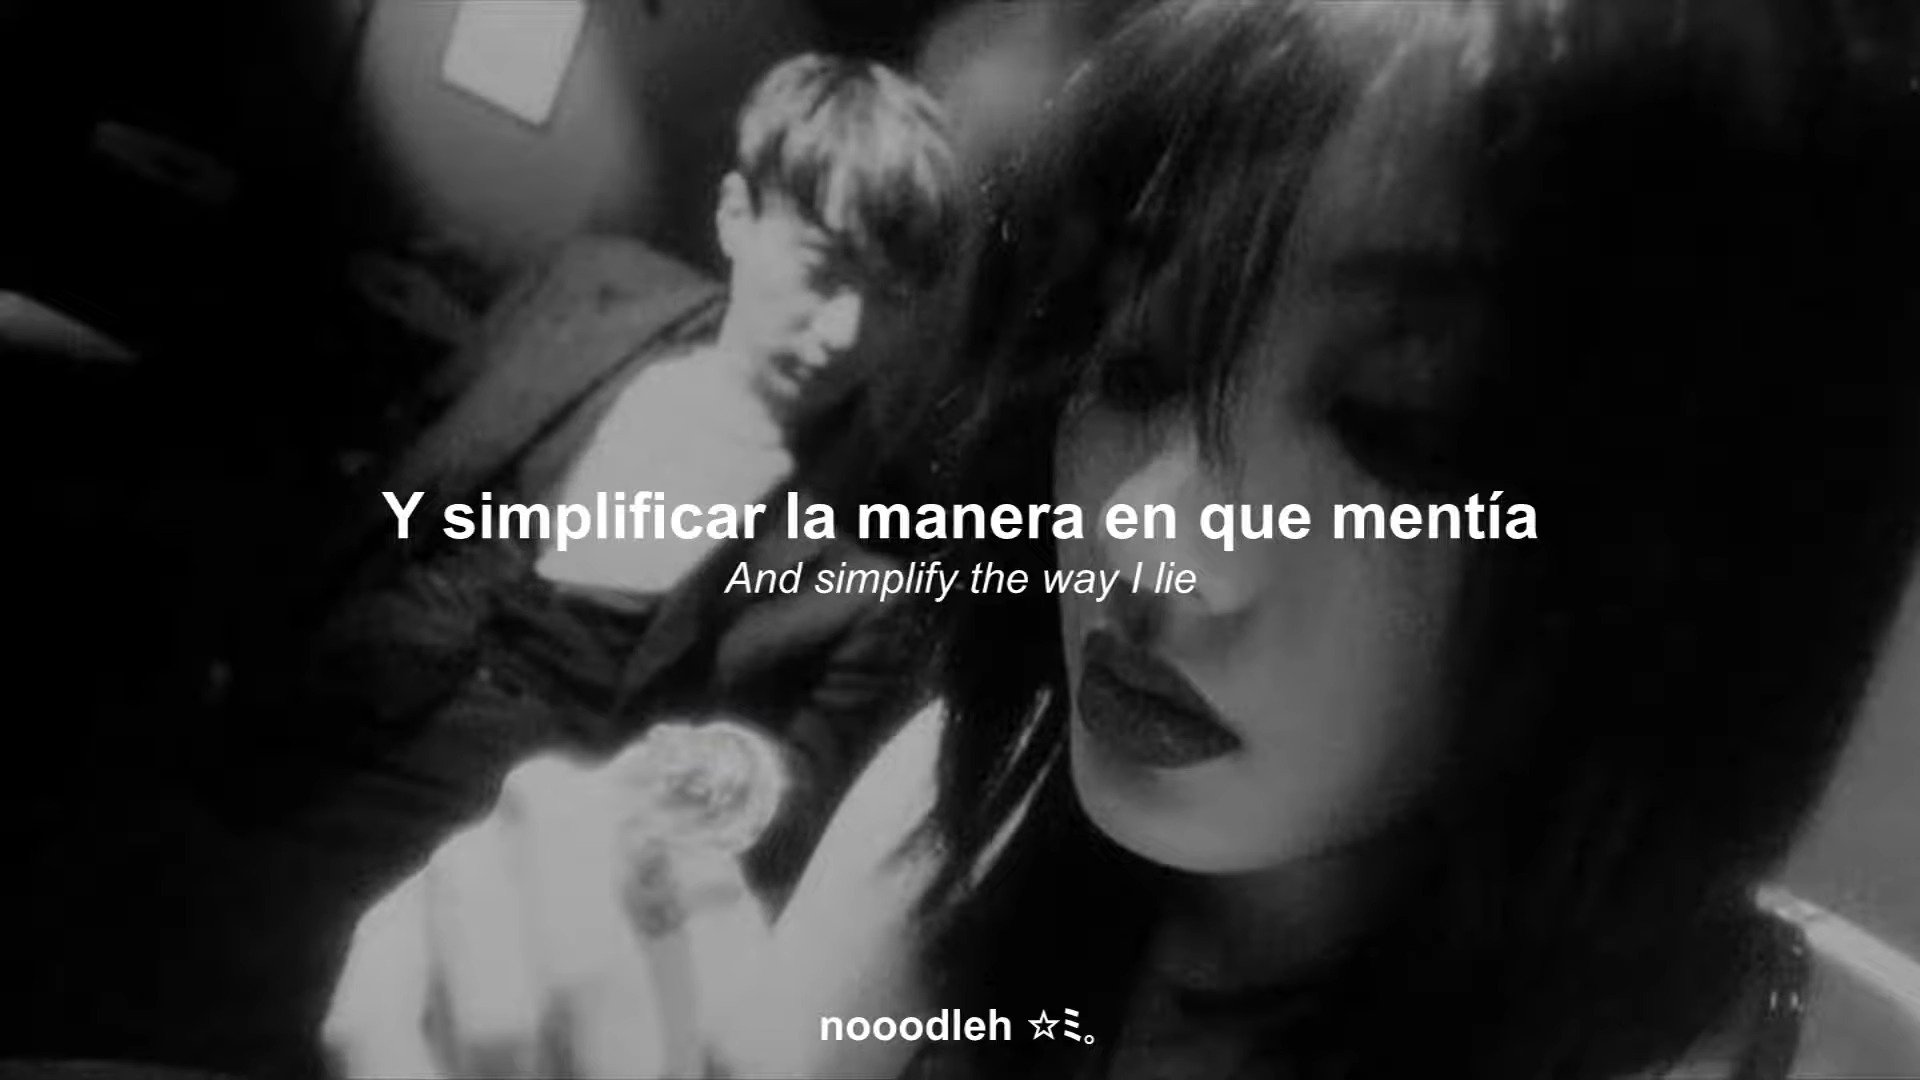 Y simplificar la manera en que mentía
And simplify the way I lie
nooodleh ☆ミ。